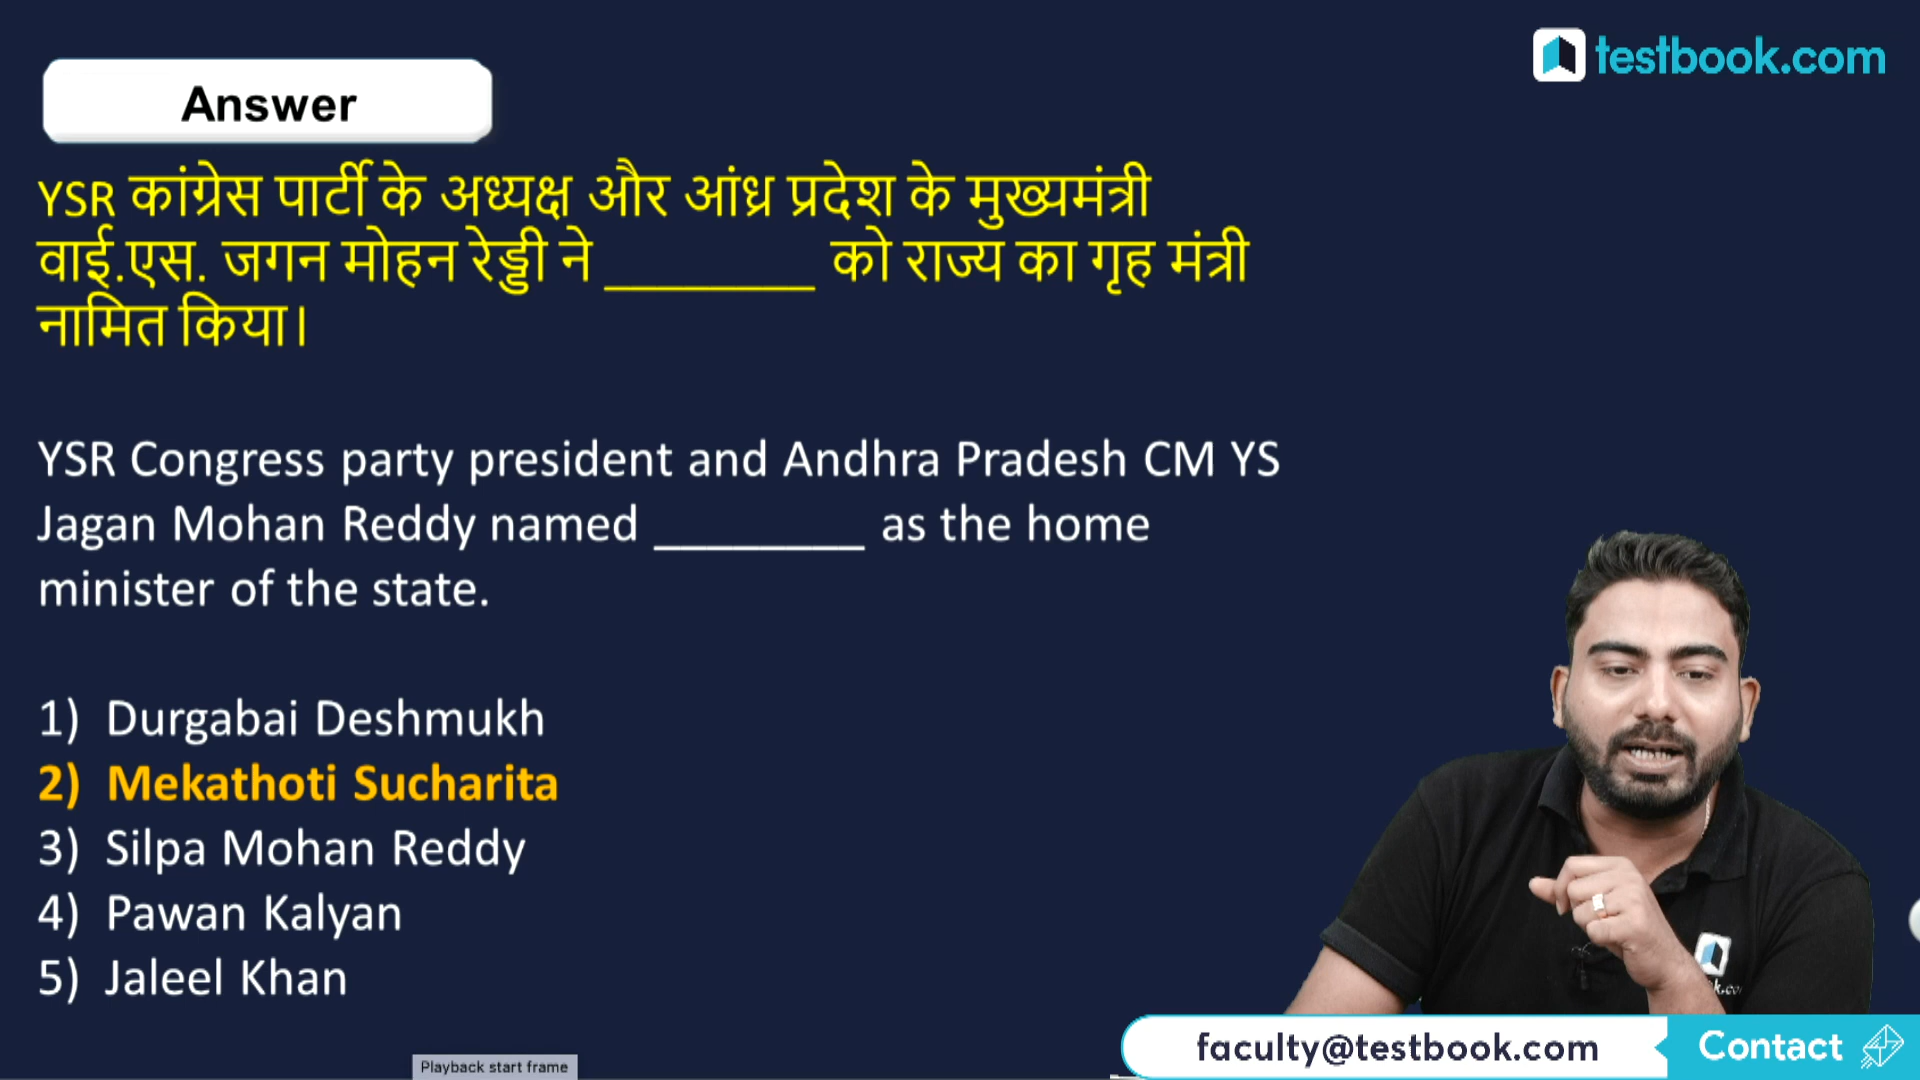 testbook.com
Answer
YSR कांग्रेस पार्टी के अध्यक्ष और आंध्र प्रदेश के मुख्यमंत्री
वाई.एस. जगन मोहन रेड्डी ने ________ को राज्य का गृह मंत्री
नामित किया।
YSR Congress party president and Andhra Pradesh CM YS
Jagan Mohan Reddy named ________ as the home
minister of the state.
1) Durgabai Deshmukh
2) Mekathoti Sucharita
3) Silpa Mohan Reddy
4) Pawan Kalyan
5) Jaleel Khan
faculty@testbook.com
Contact
Playback start frame